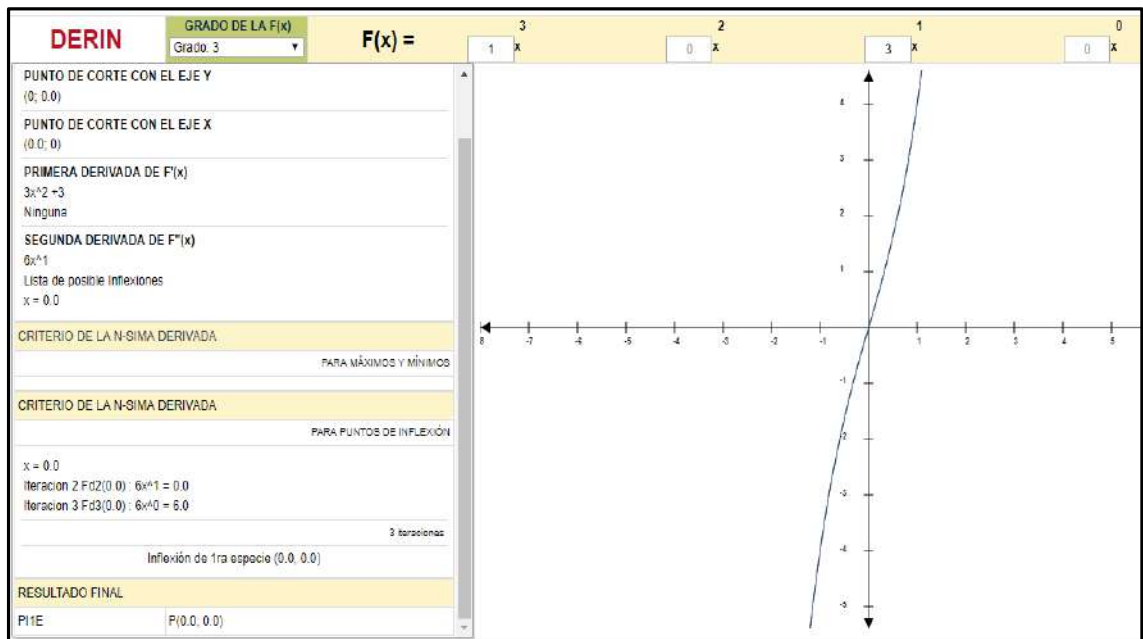 DERIN
GRADO DE LA F(x)
Grado: 3
F(x) =
3
1 x
2
0 x
1
3 x
0
0 x
PUNTO DE CORTE CON EL EJE Y
(0; 0.0)
PUNTO DE CORTE CON EL EJE X
(0.0; 0)
PRIMERA DERIVADA DE F'(x)
3x^2 +3
Ninguna
SEGUNDA DERIVADA DE F"(x)
6x^1
Lista de posible Inflexiones
x = 0.0
CRITERIO DE LA N-SIMA DERIVADA
PARA MÁXIMOS Y MÍNIMOS
CRITERIO DE LA N-SIMA DERIVADA
PARA PUNTOS DE INFLEXIÓN
x = 0.0
Iteracion 2 Fd2(0.0) : 6x^1 = 0.0
Iteracion 3 Fd3(0.0) : 6x^0 = 6.0
3 iteraciones
Inflexión de 1ra especie (0.0, 0.0)
RESULTADO FINAL
PI1E P(0.0, 0.0)
4
3
2
1
-8 -7 -6 -5 -4 -3 -2 -1 1 2 3 4 5
-1
-2
-3
-4
-5